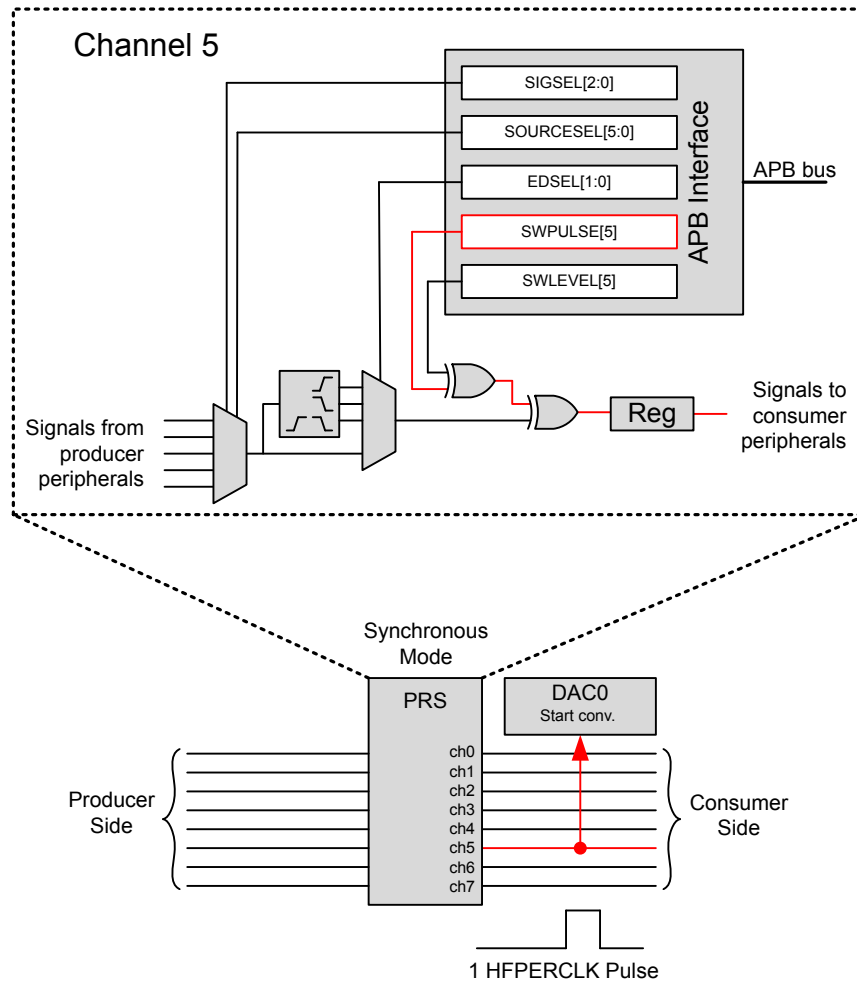 Channel 5
SIGSEL[2:0]
SOURCESEL[5:0]
EDSEL[1:0]
SWPULSE[5]
SWLEVEL[5]
APB Interface
APB bus
Signals from
producer
peripherals
Reg
Signals to
consumer
peripherals
Synchronous
Mode
PRS
DAC0
Start conv.
ch0
ch1
ch2
ch3
ch4
ch5
ch6
ch7
Producer
Side
Consumer
Side
1 HFPERCLK Pulse